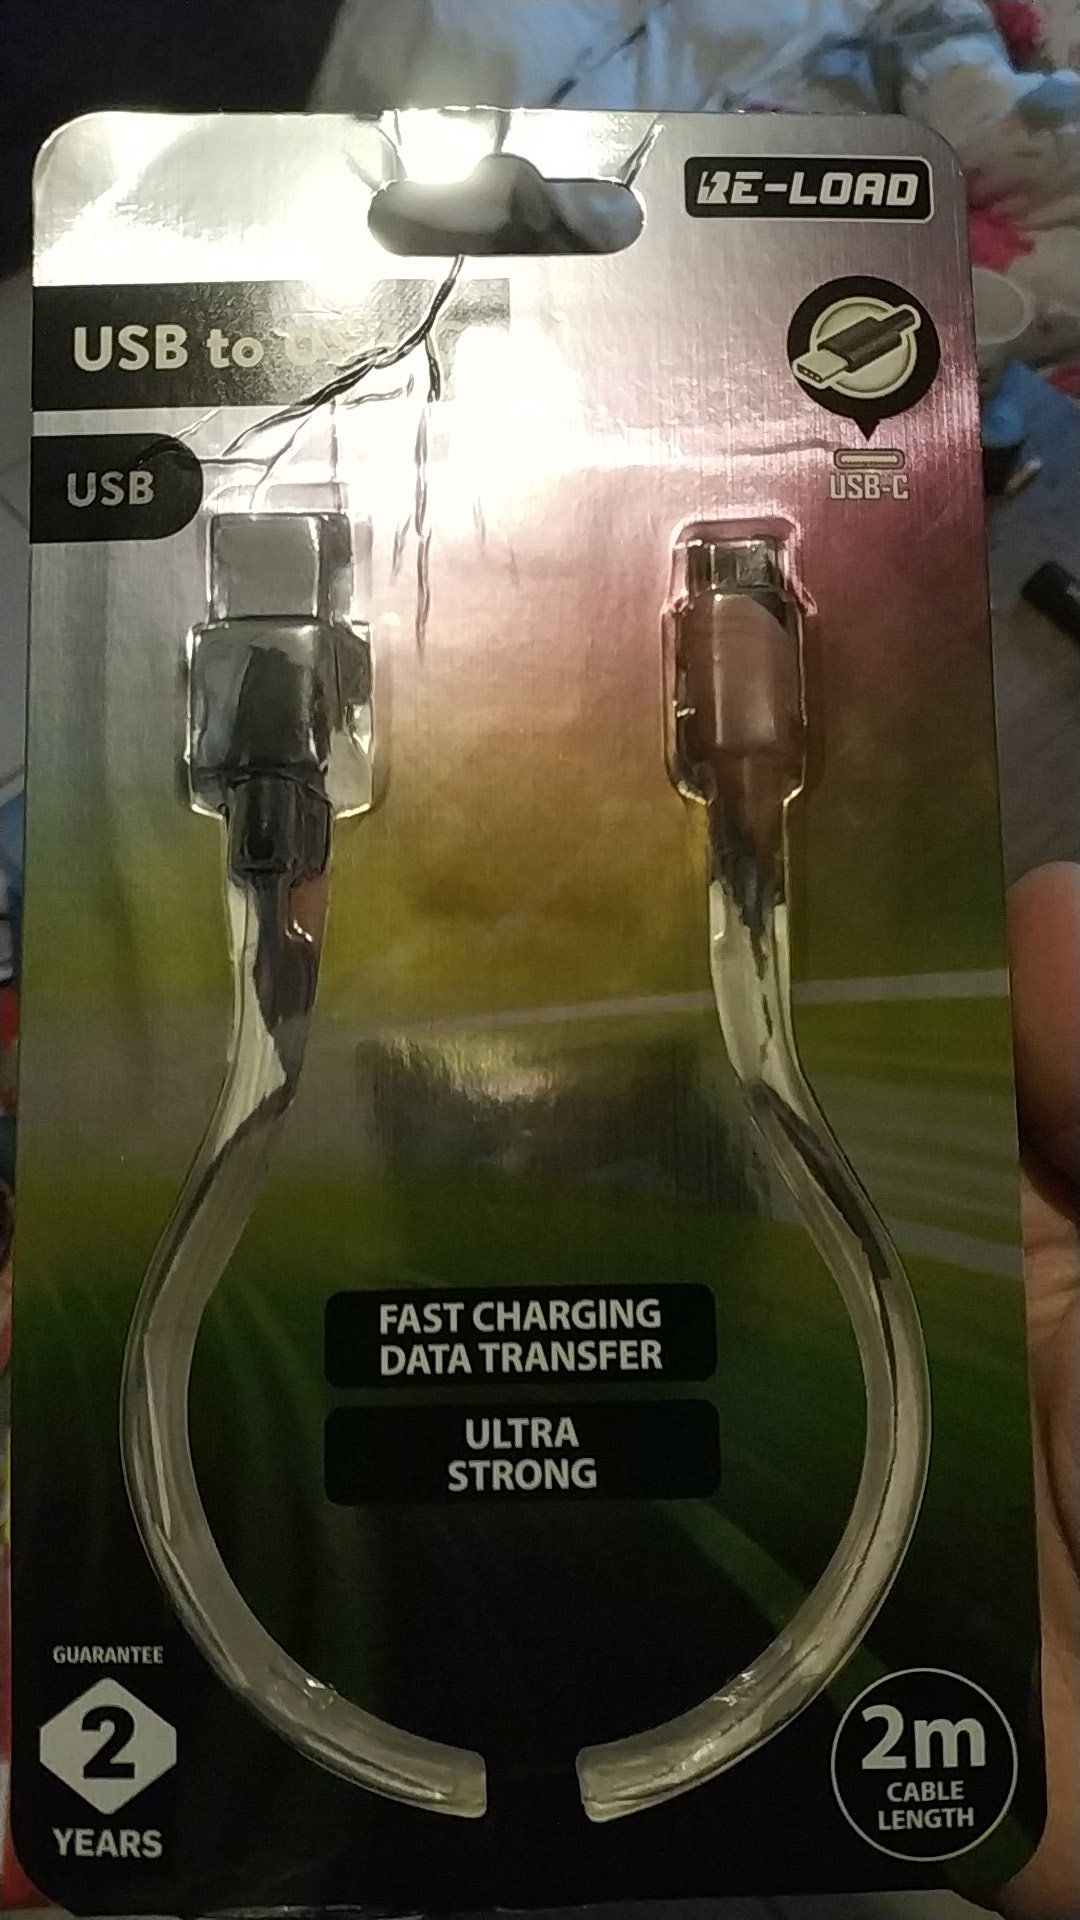 RE-LOAD
USB to
USB
USB-C
FAST CHARGING
DATA TRANSFER
ULTRA
STRONG
GUARANTEE
2
YEARS
2m
CABLE
LENGTH